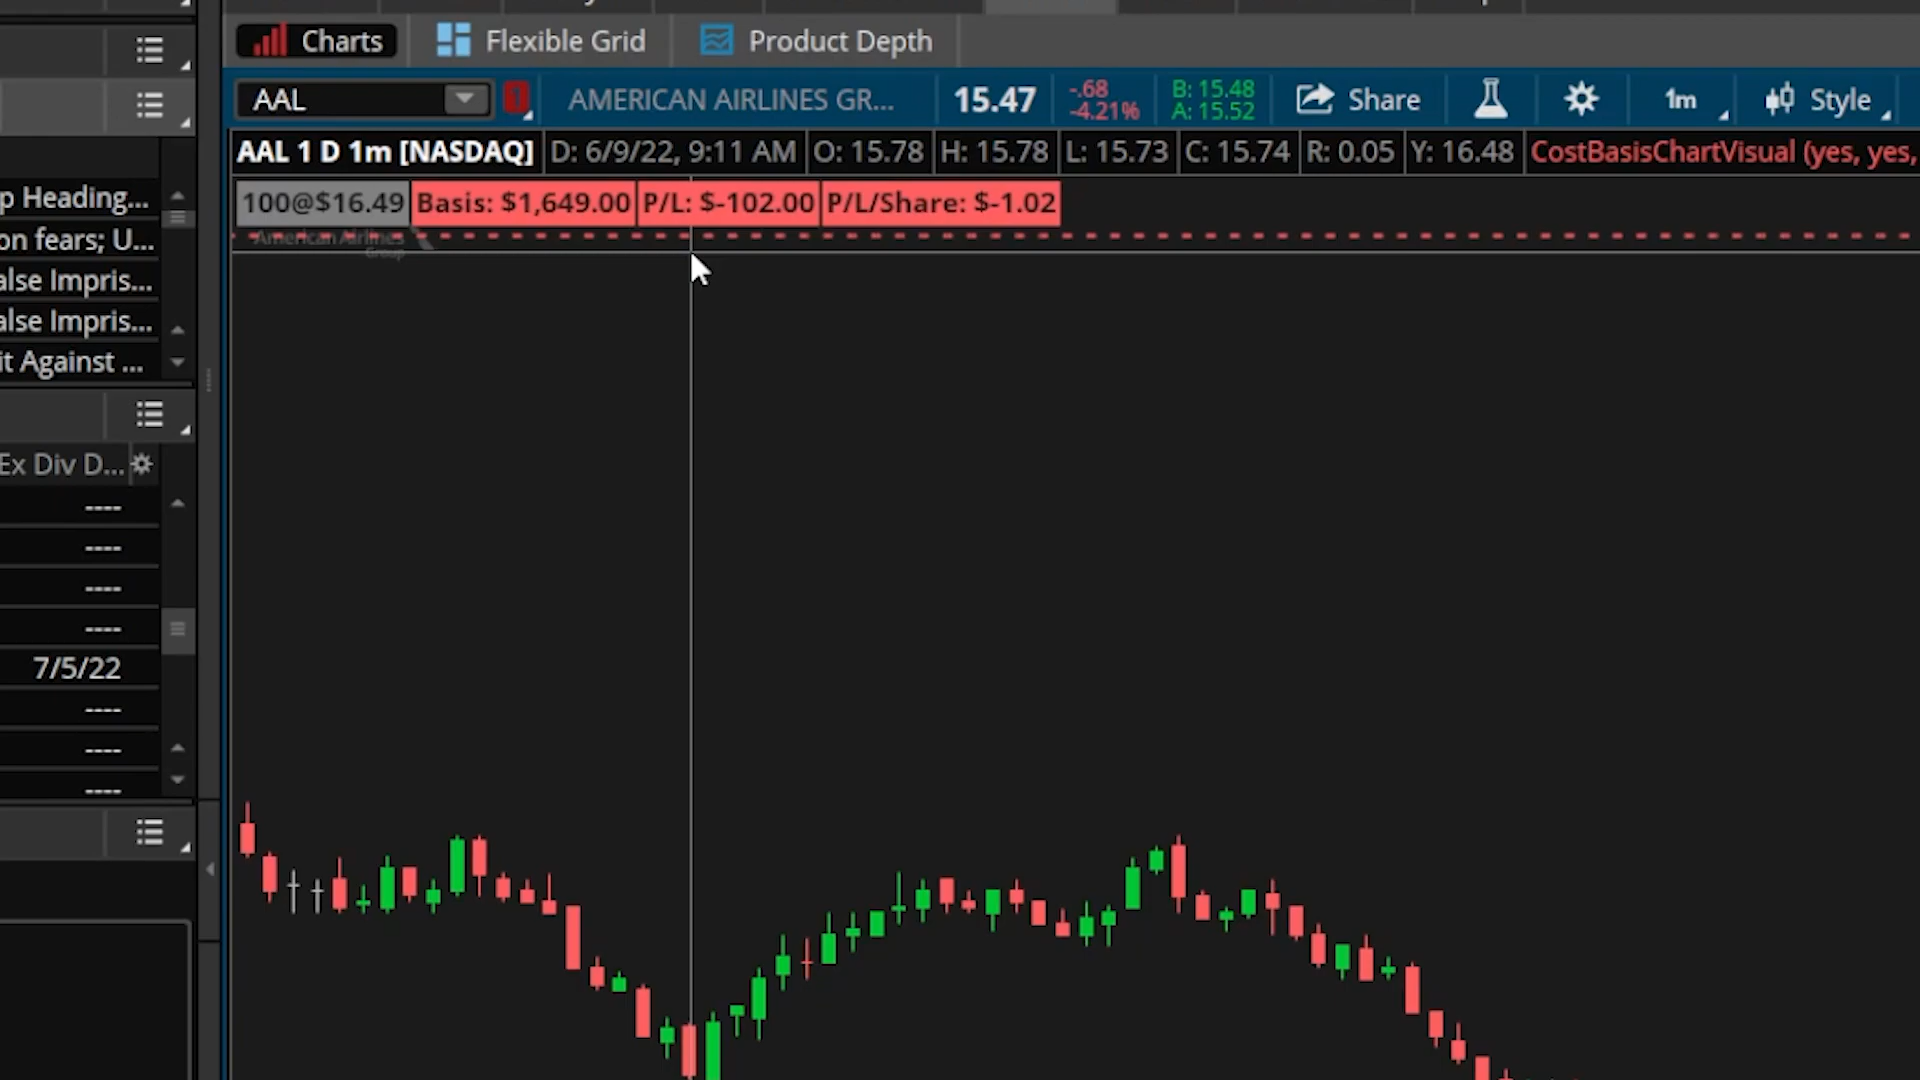 Charts
Flexible Grid
Product Depth
AAL
AMERICAN AIRLINES GR...
15.47
-.68
-4.21%
B: 15.48
A: 15.52
Share
1m
Style
AAL 1 D 1m [NASDAQ]
D: 6/9/22, 9:11 AM
O: 15.78
H: 15.78
L: 15.73
C: 15.74
R: 0.05
Y: 16.48
CostBasisChartVisual (yes, yes,
100@$16.49
Basis: $1,649.00
P/L: $-102.00
P/L/Share: $-1.02
American Airlines
Group
p Heading...
on fears; U...
alse Impris...
alse Impris...
it Against ...
Ex Div D...
----
----
----
----
7/5/22
----
----
----